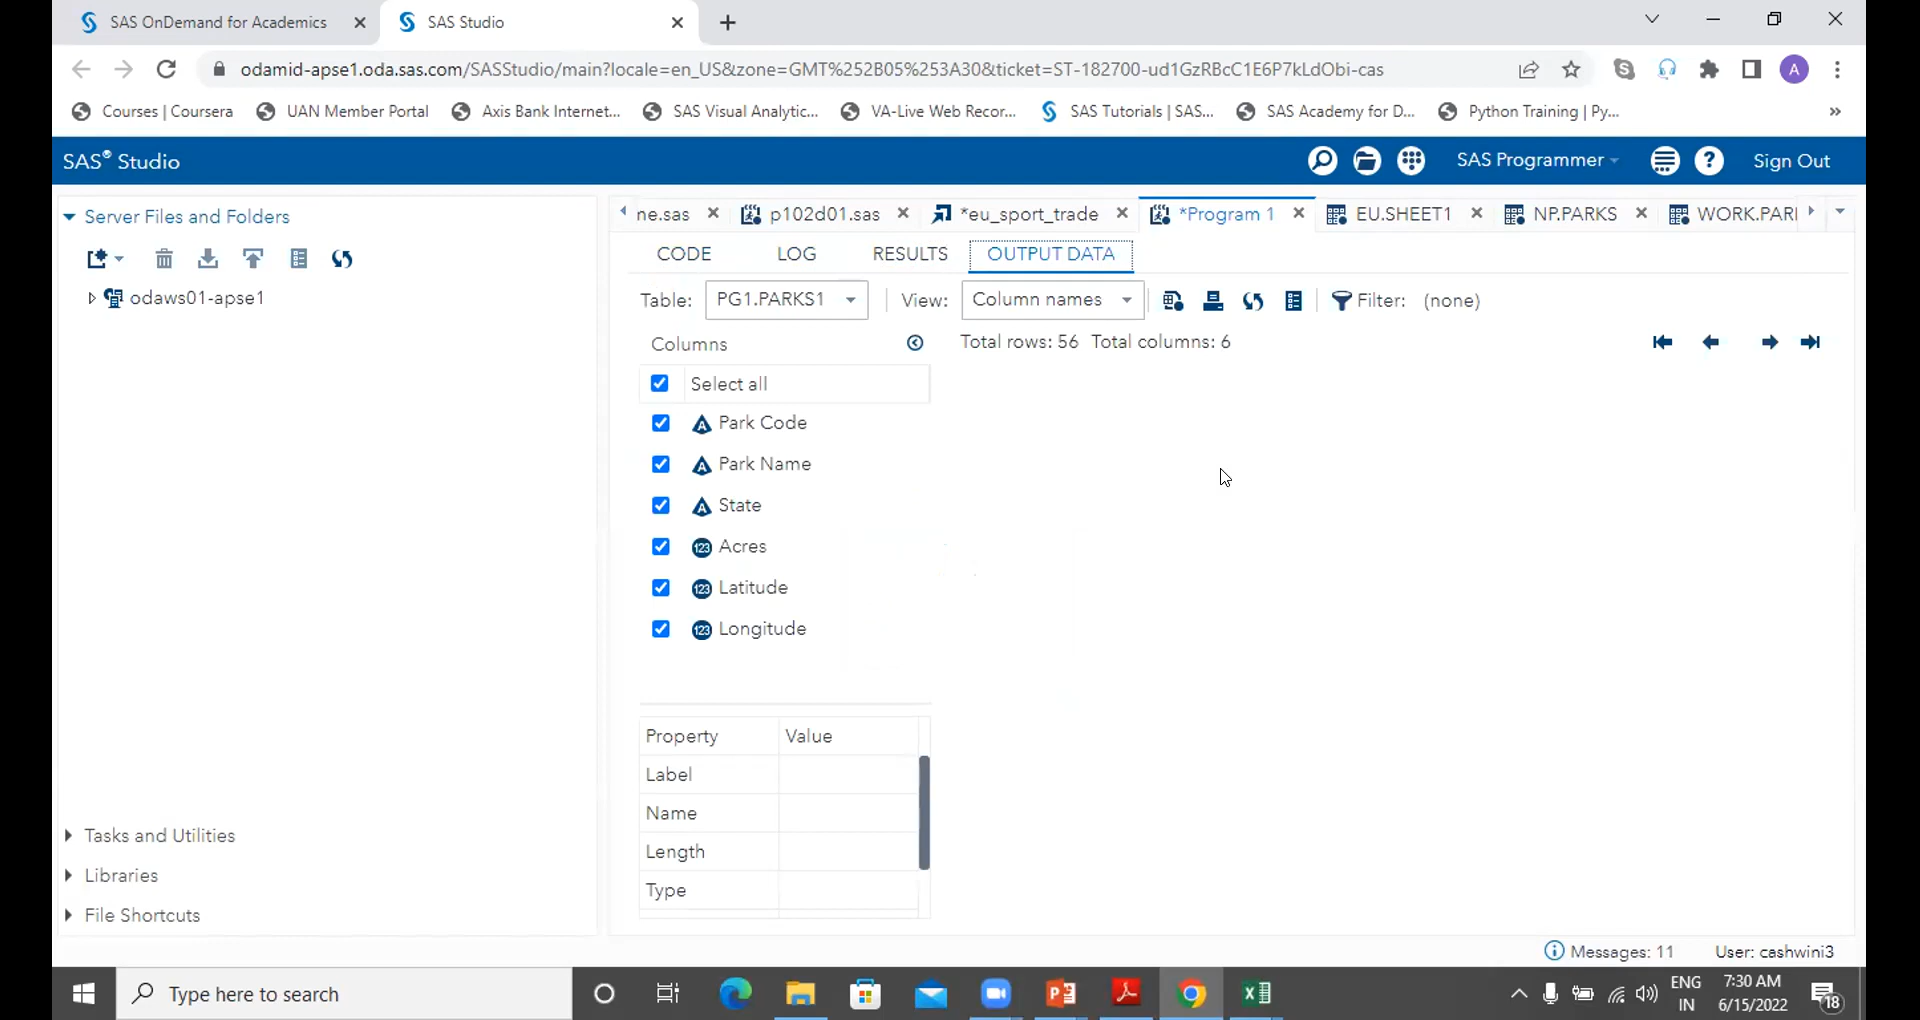 SAS OnDemand for Academics
SAS Studio
odamid-apse1.oda.sas.com/SASStudio/main?locale=en_US&zone=GMT%252B05%253A30&ticket=ST-182700-ud1GzRBcC1E6P7kLdObi-cas
A
Courses | Coursera
UAN Member Portal
Axis Bank Internet...
SAS Visual Analytic...
VA-Live Web Recor...
SAS Tutorials | SAS...
SAS Academy for D...
Python Training | Py...
»
SAS® Studio
SAS Programmer
Sign Out
Server Files and Folders
odaws01-apse1
Tasks and Utilities
Libraries
File Shortcuts
ne.sas
p102d01.sas
*eu_sport_trade
*Program 1
EU.SHEET1
NP.PARKS
WORK.PARI
CODE
LOG
RESULTS
OUTPUT DATA
Table: PG1.PARKS1
View: Column names
Filter: (none)
Columns
Total rows: 56 Total columns: 6
Select all
Park Code
Park Name
State
Acres
Latitude
Longitude
Property Value
Label
Name
Length
Type
Messages: 11
User: cashwini3
Type here to search
ENG
IN
7:30 AM
6/15/2022
18